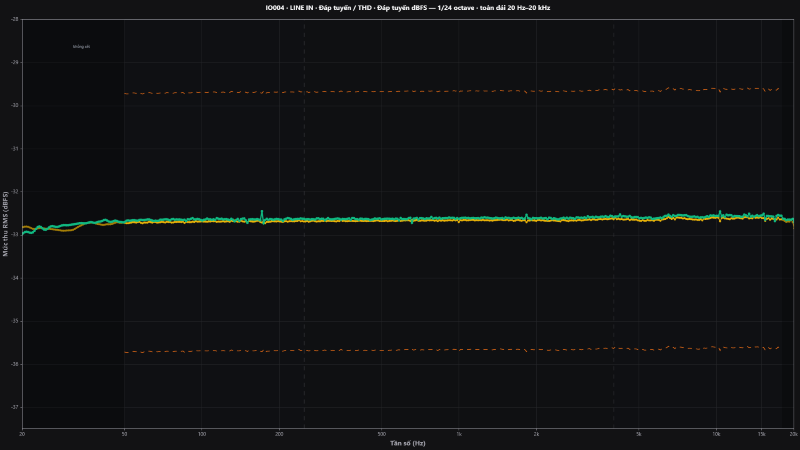 IO004 · LINE IN · Đáp tuyến / THD · Đáp tuyến dBFS — 1/24 octave · toàn dải 20 Hz–20 kHz
-28
-29
-30
-31
-32
-33
-34
-35
-36
-37
Mức thu RMS (dBFS)
không xét
20
50
100
200
500
1k
2k
5k
10k
15k
20k
Tần số (Hz)